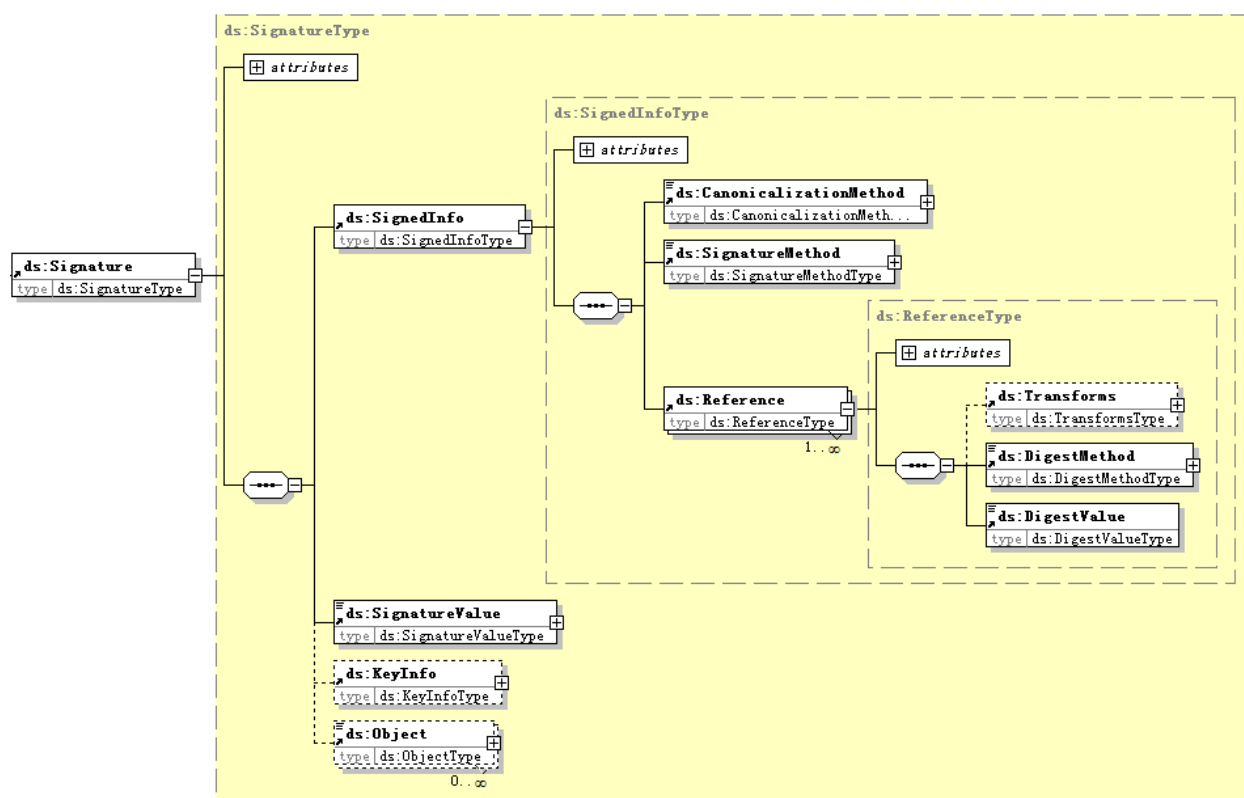 ds:SignatureType
attributes
ds:SignedInfoType
attributes
ds:CanonicalizationMethod
type ds:CanonicalizationMeth...
ds:SignedInfo
type ds:SignedInfoType
ds:SignatureMethod
type ds:SignatureMethodType
ds:Signature
type ds:SignatureType
ds:ReferenceType
attributes
ds:Reference
type ds:ReferenceType
1..∞
ds:Transforms
type ds:TransformsType
ds:DigestMethod
type ds:DigestMethodType
ds:DigestValue
type ds:DigestValueType
ds:SignatureValue
type ds:SignatureValueType
ds:KeyInfo
type ds:KeyInfoType
ds:Object
type ds:ObjectType
0..∞